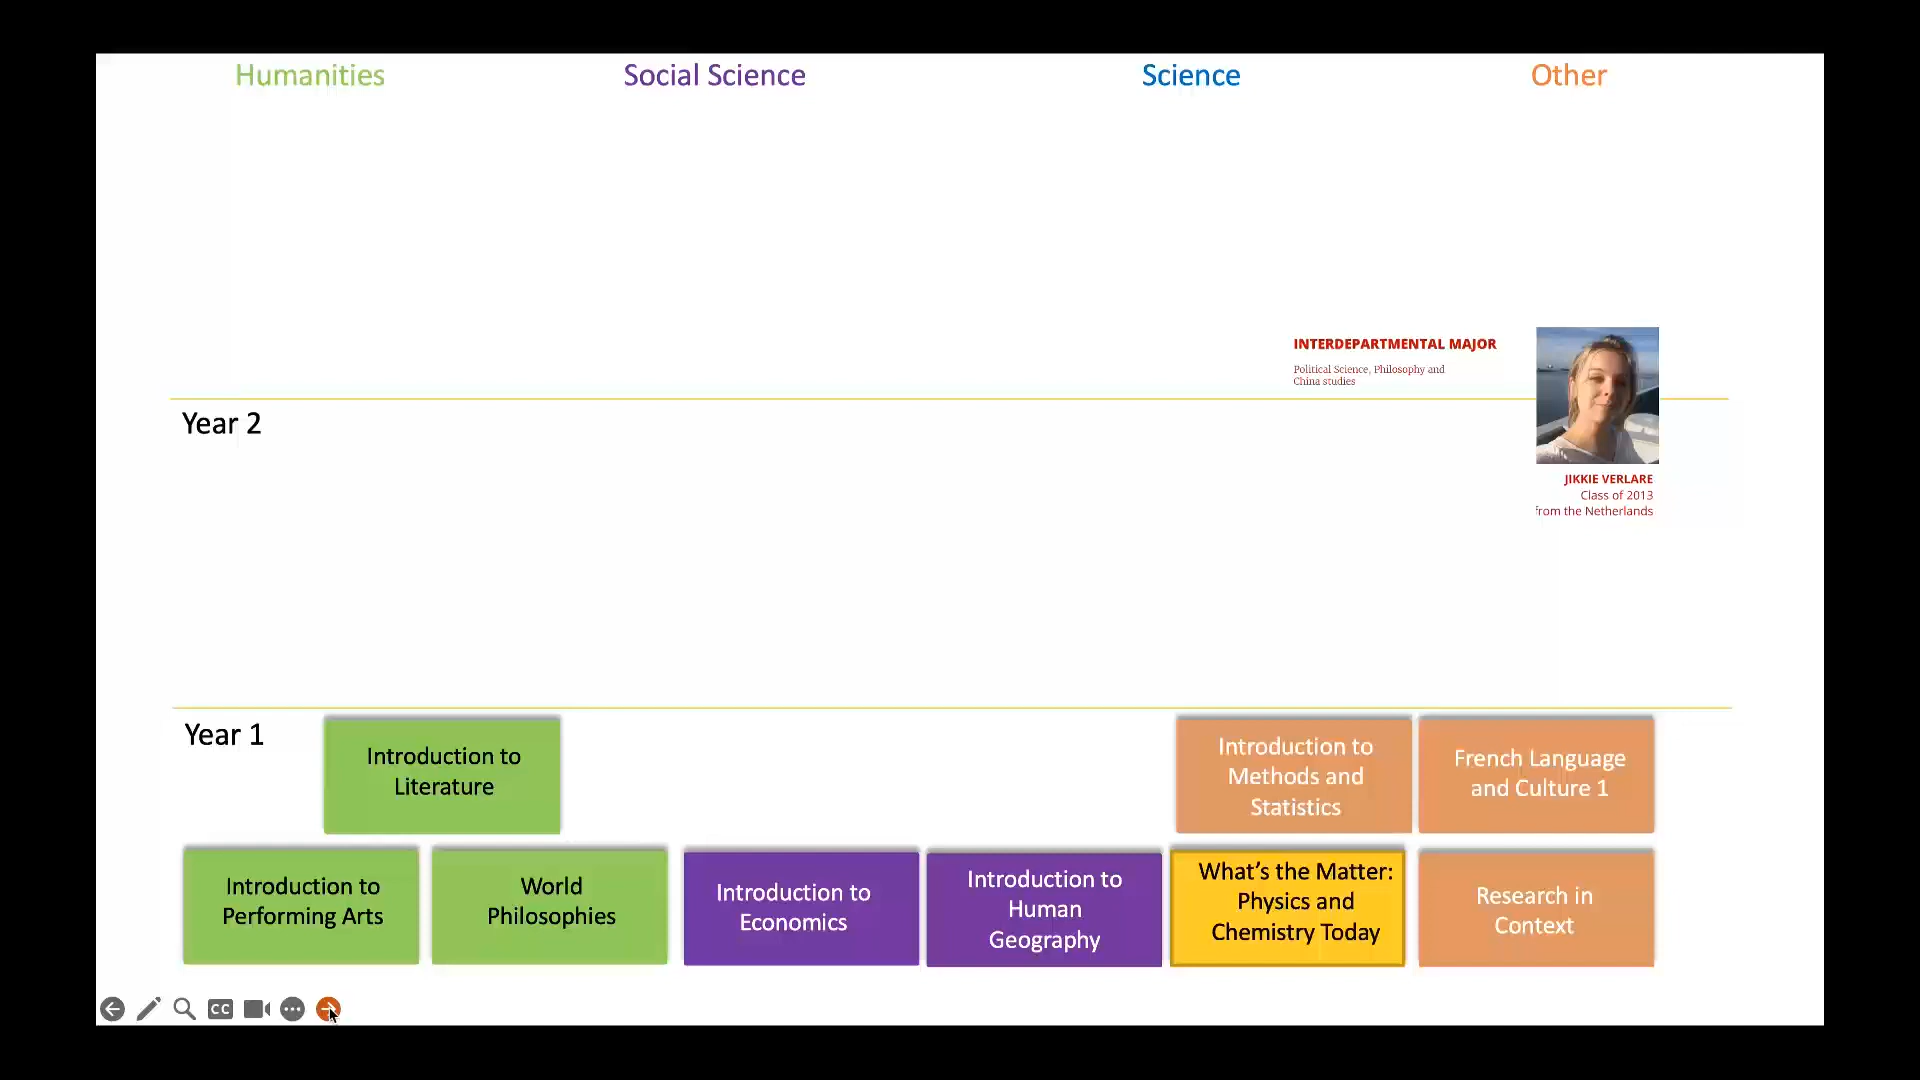 Humanities
Social Science
Science
Other
INTERDEPARTMENTAL MAJOR
Political Science, Philosophy and
China studies
Year 2
JIKKIE VERLARE
Class of 2013
from the Netherlands
Year 1
Introduction to
Literature
Introduction to
Methods and
Statistics
French Language
and Culture 1
Introduction to
Performing Arts
World
Philosophies
Introduction to
Economics
Introduction to
Human
Geography
What’s the Matter:
Physics and
Chemistry Today
Research in
Context
CC